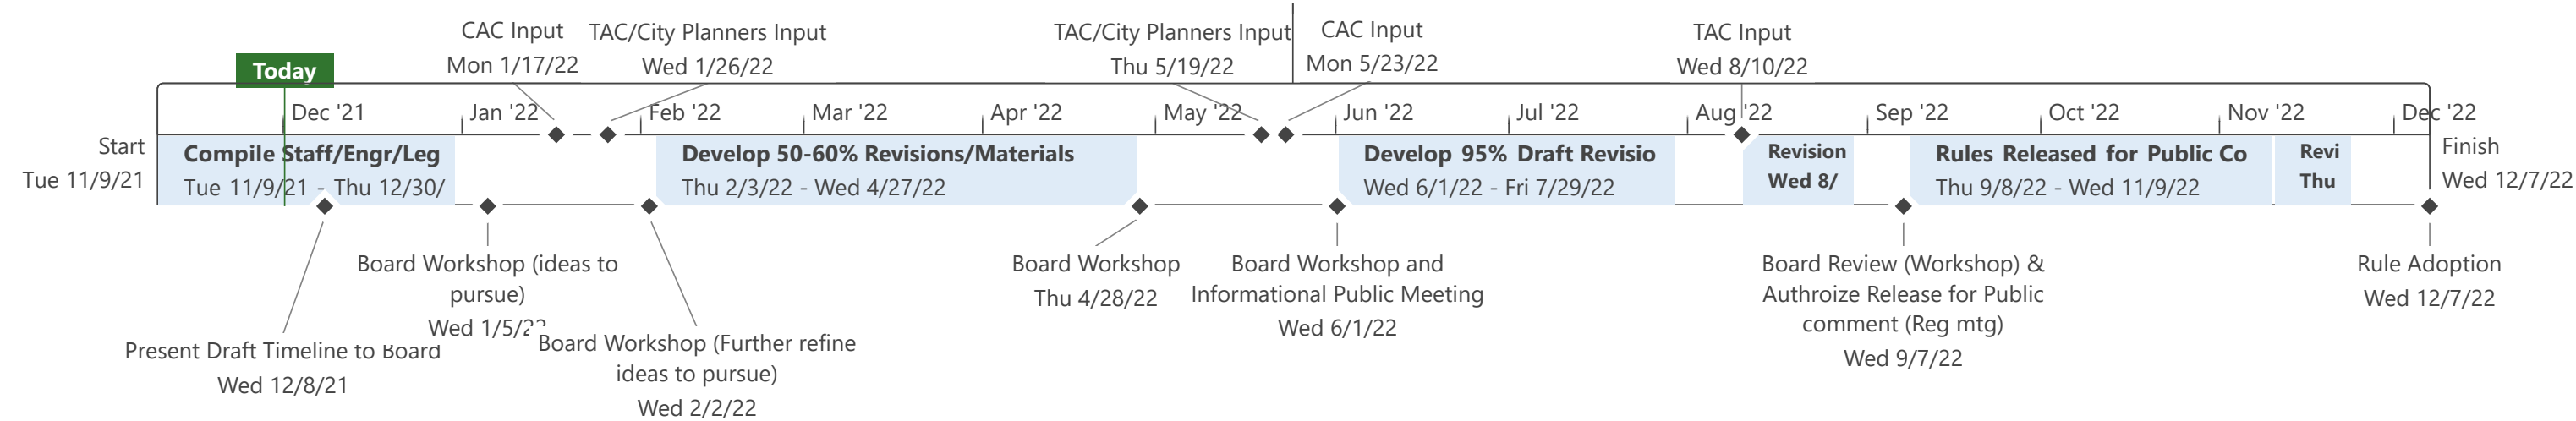 CAC Input
Mon 1/17/22
TAC/City Planners Input
Wed 1/26/22
TAC/City Planners Input
Thu 5/19/22
CAC Input
Mon 5/23/22
TAC Input
Wed 8/10/22
Today
Dec '21
Jan '22
Feb '22
Mar '22
Apr '22
May '22
Jun '22
Jul '22
Aug '22
Sep '22
Oct '22
Nov '22
Dec '22
Start
Tue 11/9/21
Compile Staff/Engr/Leg
Tue 11/9/21 - Thu 12/30/
Develop 50-60% Revisions/Materials
Thu 2/3/22 - Wed 4/27/22
Develop 95% Draft Revisio
Wed 6/1/22 - Fri 7/29/22
Revision
Wed 8/
Rules Released for Public Co
Thu 9/8/22 - Wed 11/9/22
Revi
Thu
Finish
Wed 12/7/22
Present Draft Timeline to Board
Wed 12/8/21
Board Workshop (ideas to
pursue)
Wed 1/5/22
Board Workshop (Further refine
ideas to pursue)
Wed 2/2/22
Board Workshop
Thu 4/28/22
Board Workshop and
Informational Public Meeting
Wed 6/1/22
Board Review (Workshop) &
Authroize Release for Public
comment (Reg mtg)
Wed 9/7/22
Rule Adoption
Wed 12/7/22